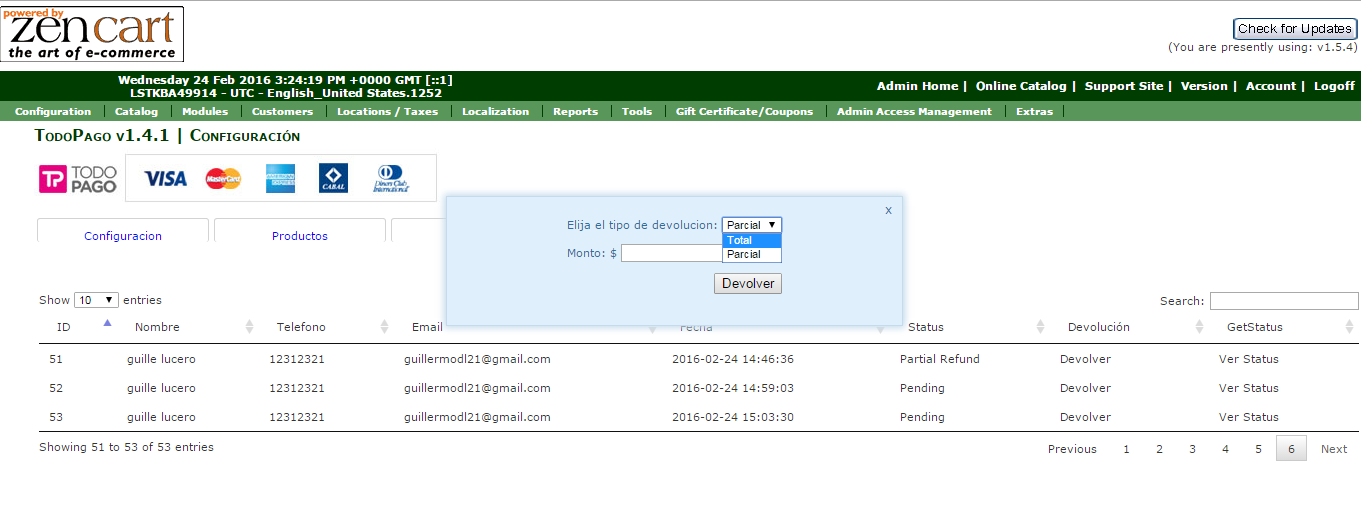 powered by
zen cart
the art of e-commerce
Check for Updates
(You are presently using: v1.5.4)
Wednesday 24 Feb 2016 3:24:19 PM +0000 GMT [::1]
LSTKBA49914 - UTC - English_United States.1252
Admin Home | Online Catalog | Support Site | Version | Account | Logoff
Configuration Catalog Modules Customers Locations / Taxes Localization Reports Tools Gift Certificate/Coupons Admin Access Management Extras
TodoPago v1.4.1 | Configuración
TP TODO PAGO VISA MasterCard AMERICAN EXPRESS CABAL Diners Club International
x
Elija el tipo de devolucion: Parcial
Total
Parcial
Monto: $
Devolver
Configuracion Productos
Show 10 entries Search:
ID Nombre Telefono Email Fecha Status Devolución GetStatus
51 guille lucero 12312321 guillermodl21@gmail.com 2016-02-24 14:46:36 Partial Refund Devolver Ver Status
52 guille lucero 12312321 guillermodl21@gmail.com 2016-02-24 14:59:03 Pending Devolver Ver Status
53 guille lucero 12312321 guillermodl21@gmail.com 2016-02-24 15:03:30 Pending Devolver Ver Status
Showing 51 to 53 of 53 entries
Previous 1 2 3 4 5 6 Next